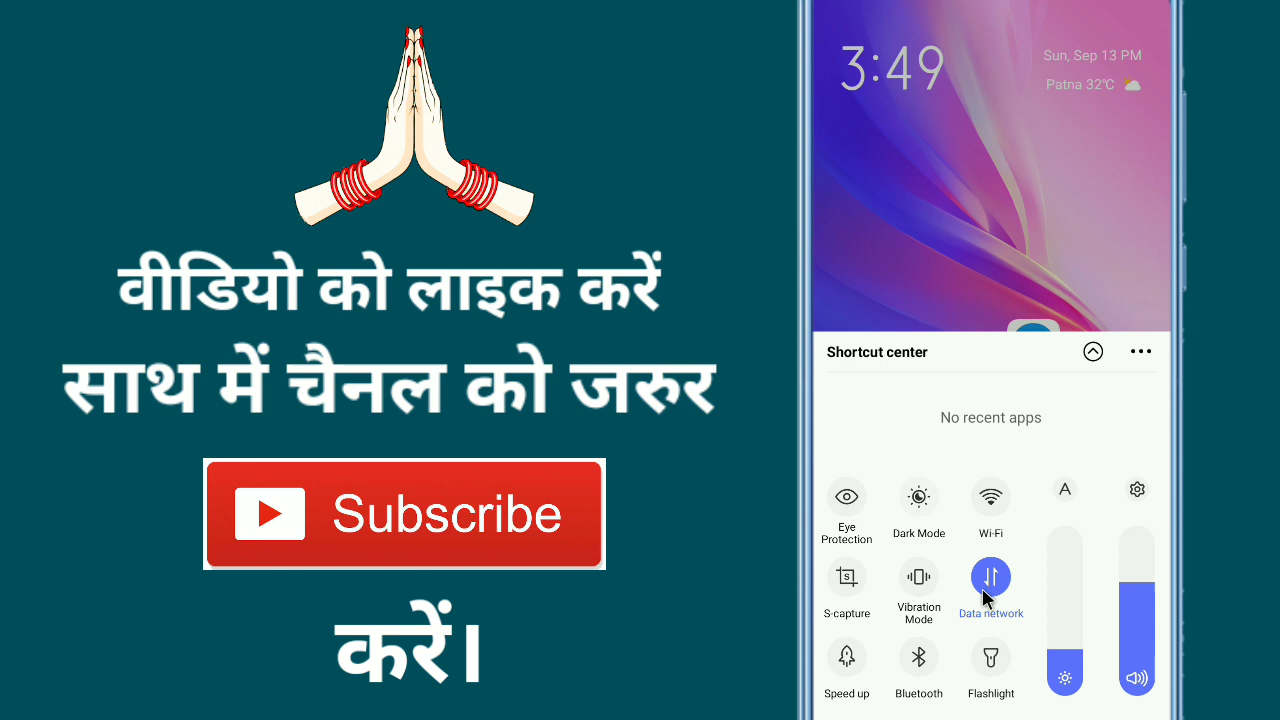 वीडियो को लाइक करें
साथ में चैनल को जरुर
Subscribe
करें।
3:49
Sun, Sep 13 PM
Patna 32℃
Shortcut center
No recent apps
A
Eye Protection
Dark Mode
Wi-Fi
S
S-capture
Vibration Mode
Data network
Speed up
Bluetooth
Flashlight